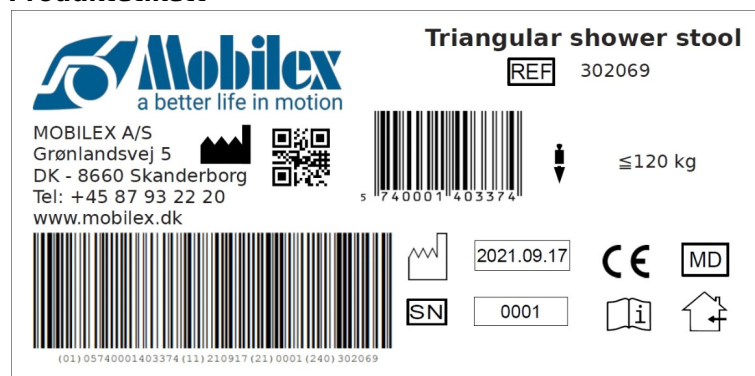 Mobilex
a better life in motion
Triangular shower stool
REF 302069
MOBILEX A/S
Grønlandsvej 5
DK - 8660 Skanderborg
Tel: +45 87 93 22 20
www.mobilex.dk
5 740001 403374
≦120 kg
2021.09.17
CE
MD
SN 0001
i
(01)05740001403374(11)210917(21)0001(240)302069